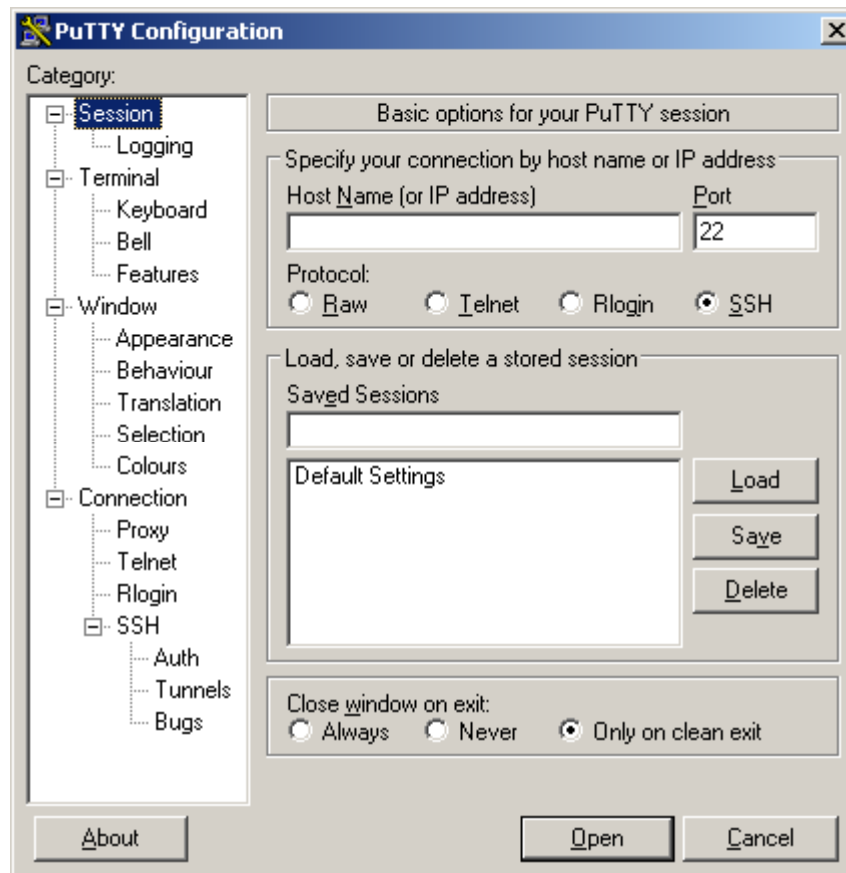 PuTTY Configuration
Category:
Session
Logging
Terminal
Keyboard
Bell
Features
Window
Appearance
Behaviour
Translation
Selection
Colours
Connection
Proxy
Telnet
Rlogin
SSH
Auth
Tunnels
Bugs
Basic options for your PuTTY session
Specify your connection by host name or IP address
Host Name (or IP address) Port
22
Protocol:
Raw Telnet Rlogin SSH
Load, save or delete a stored session
Saved Sessions
Default Settings
Load
Save
Delete
Close window on exit:
Always Never Only on clean exit
About Open Cancel